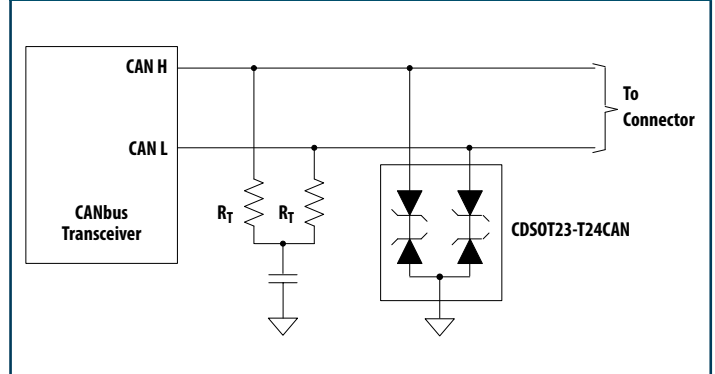 CAN H
To
Connector
CAN L
CANbus
Transceiver
RT
RT
CDSOT23-T24CAN